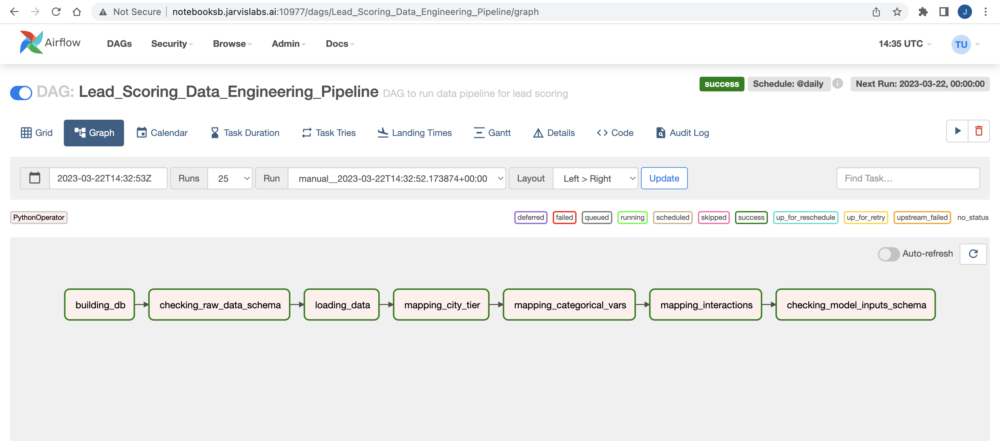 Not Secure | notebooksb.jarvislabs.ai:10977/dags/Lead_Scoring_Data_Engineering_Pipeline/graph J
Airflow DAGs Security Browse Admin Docs 14:35 UTC TU
DAG: Lead_Scoring_Data_Engineering_Pipeline DAG to run data pipeline for lead scoring success Schedule: @daily i Next Run: 2023-03-22, 00:00:00
Grid Graph Calendar Task Duration Task Tries Landing Times Gantt Details <> Code Audit Log
2023-03-22T14:32:53Z Runs 25 Run manual__2023-03-22T14:32:52.173874+00:00 Layout Left > Right Update Find Task…
PythonOperator deferred failed queued running scheduled skipped success up_for_reschedule up_for_retry upstream_failed no_status
Auto-refresh
building_db checking_raw_data_schema loading_data mapping_city_tier mapping_categorical_vars mapping_interactions checking_model_inputs_schema